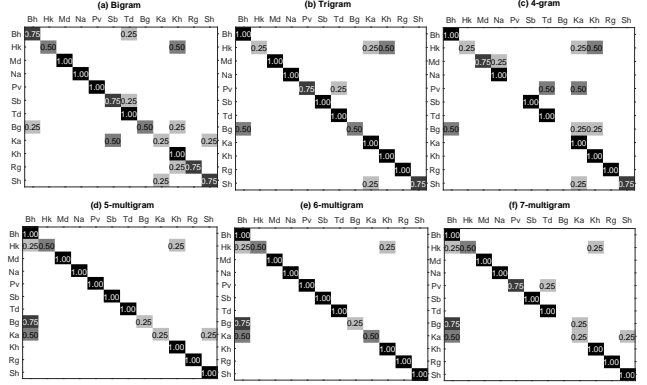 (a) Bigram
Bh Hk Md Na Pv Sb Td Bg Ka Kh Rg Sh
Bh 0.75 0.25
Hk 0.50 0.50
Md 1.00
Na 1.00
Pv 1.00
Sb 0.75 0.25
Td 1.00
Bg 0.25 0.50 0.25
Ka 0.50 0.25 0.25
Kh 1.00
Rg 0.25 0.75
Sh 0.25 0.75
(b) Trigram
Bh Hk Md Na Pv Sb Td Bg Ka Kh Rg Sh
Bh 1.00
Hk 0.25 0.25 0.50
Md 1.00
Na 1.00
Pv 0.75 0.25
Sb 1.00
Td 1.00
Bg 0.50 0.50
Ka 1.00
Kh 1.00
Rg 1.00
Sh 0.25 0.75
(c) 4-gram
Bh Hk Md Na Pv Sb Td Bg Ka Kh Rg Sh
Bh 1.00
Hk 0.25 0.25 0.50
Md 0.75 0.25
Na 1.00
Pv 0.50 0.50
Sb 1.00
Td 1.00
Bg 0.50 0.25 0.25
Ka 1.00
Kh 1.00
Rg 1.00
Sh 0.25 0.75
(d) 5-multigram
Bh Hk Md Na Pv Sb Td Bg Ka Kh Rg Sh
Bh 1.00
Hk 0.25 0.50 0.25
Md 1.00
Na 1.00
Pv 1.00
Sb 1.00
Td 1.00
Bg 0.75 0.25
Ka 0.50 0.25 0.25
Kh 1.00
Rg 1.00
Sh 1.00
(e) 6-multigram
Bh Hk Md Na Pv Sb Td Bg Ka Kh Rg Sh
Bh 1.00
Hk 0.25 0.50 0.25
Md 1.00
Na 1.00
Pv 1.00
Sb 1.00
Td 1.00
Bg 0.75 0.25
Ka 0.50 0.50
Kh 1.00
Rg 1.00
Sh 1.00
(f) 7-multigram
Bh Hk Md Na Pv Sb Td Bg Ka Kh Rg Sh
Bh 1.00
Hk 0.25 0.50 0.25
Md 1.00
Na 1.00
Pv 0.75 0.25
Sb 1.00
Td 1.00
Bg 0.75 0.25
Ka 0.50 0.25 0.25
Kh 1.00
Rg 1.00
Sh 1.00